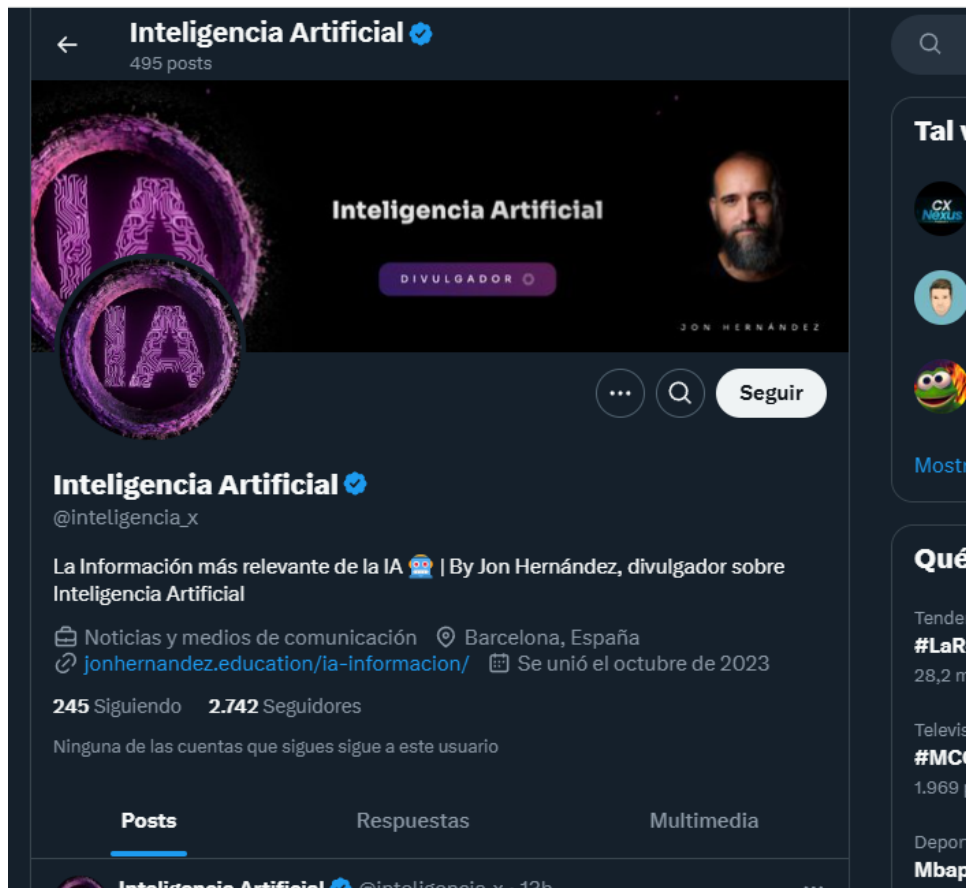 Inteligencia Artificial
495 posts
IA
Inteligencia Artificial
DIVULGADOR
JON HERNÁNDEZ
IA
Seguir
Inteligencia Artificial
@inteligencia_x
La Información más relevante de la IA 🤖 | By Jon Hernández, divulgador sobre
Inteligencia Artificial
Noticias y medios de comunicación Barcelona, España
jonhernandez.education/ia-informacion/ Se unió el octubre de 2023
245 Siguiendo 2.742 Seguidores
Ninguna de las cuentas que sigues sigue a este usuario
Posts Respuestas Multimedia
Inteligencia Artificial @inteligencia_x
Tal
CX
Nexus
Most
Qué
Tende
#LaR
28,2 m
Televis
#MC
1.969
Depor
Mbap